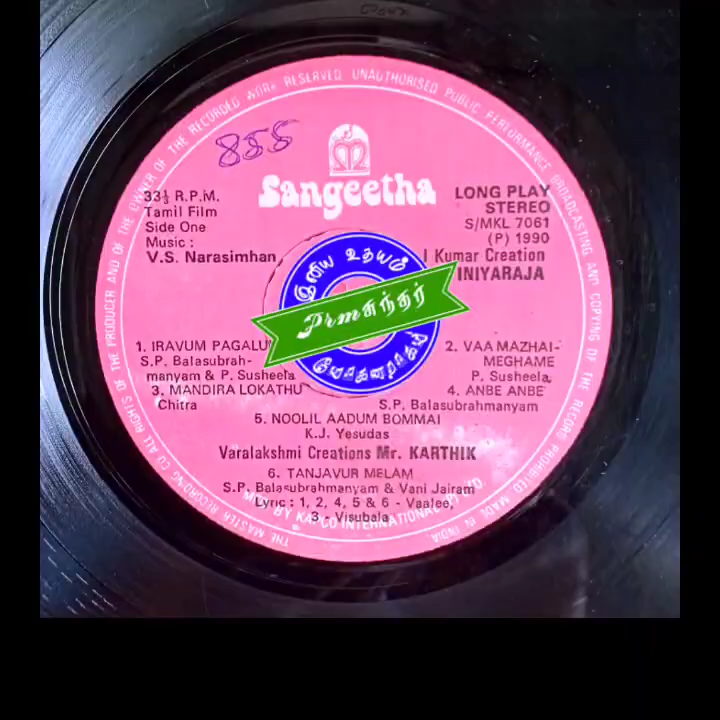 THE MASTER RECORDING CO ALL RIGHTS OF THE PRODUCER AND OF THE OWNER OF THE RECORDED WORK RESERVED UNAUTHORISED PUBLIC PERFORMANCE BROADCASTING AND COPYING OF THE RECORD PROHIBITED MADE IN INDIA.
855
Sangeetha
33⅓ R.P.M.
Tamil Film
Side One
Music :
V.S. Narasimhan
LONG PLAY
STEREO
S/MKL 7061
(P) 1990
Kumar Creation
INIYARAJA
இனிய உதயம்
Prmசுந்தர்
1. IRAVUM PAGALU
S.P. Balasubrah-
manyam & P. Susheela
2. VAA MAZHAI-
MEGHAME
P. Susheela
3. MANDIRA LOKATHU
Chitra
4. ANBE ANBE
S.P. Balasubrahmanyam
5. NOOLIL AADUM BOMMAI
K.J. Yesudas
Varalakshmi Creations Mr. KARTHIK
6. TANJAVUR MELAM
S.P. Balasubrahmanyam & Vani Jairam
Lyric : 1, 2, 4, 5 & 6 - Vaalee,
3 - Visubala